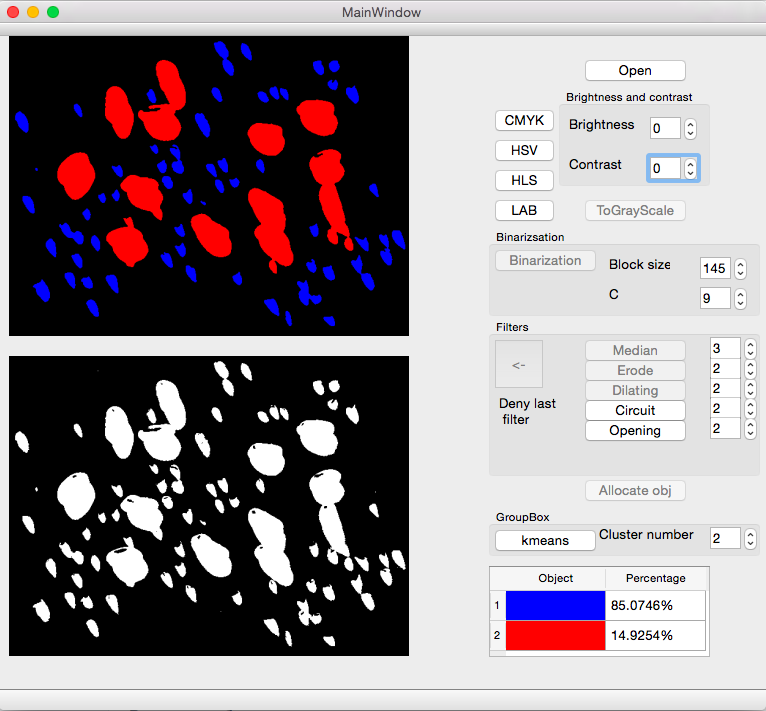 MainWindow
Open
Brightness and contrast
CMYK
Brightness 0
HSV
Contrast 0
HLS
LAB
ToGrayScale
Binarizsation
Binarization
Block size 145
C 9
Filters
<-
Median 3
Erode 2
Dilating 2
Deny last
filter
Circuit 2
Opening 2
Allocate obj
GroupBox
kmeans
Cluster number 2
Object Percentage
1 85.0746%
2 14.9254%